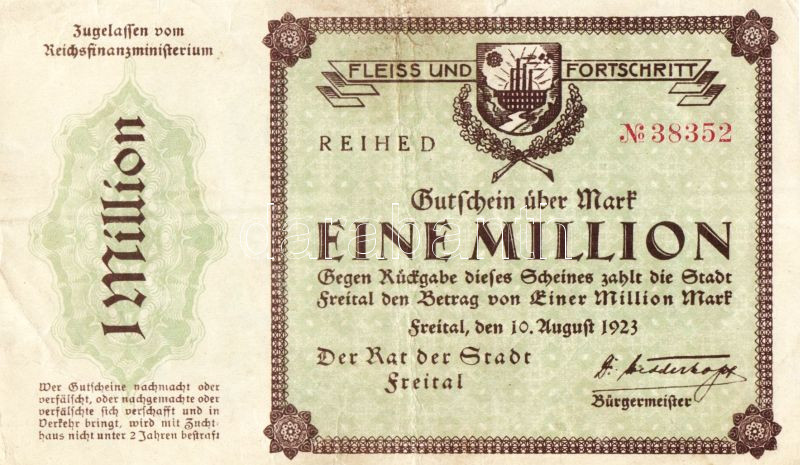 Zugelassen vom
Reichsfinanzministerium
1 Million
Wer Gutscheine nachmacht oder
verfälscht, oder nachgemachte oder
verfälschte sich verschafft und in
Verkehr bringt, wird mit Zucht-
haus nicht unter 2 Jahren bestraft
FLEISS UND FORTSCHRITT
REIHE D
№ 38352
Gutschein über Mark
EINE MILLION
Gegen Rückgabe dieses Scheines zahlt die Stadt
Freital den Betrag von Einer Million Mark
Freital, den 10. August 1923
Der Rat der Stadt
Freital
Bürgermeister